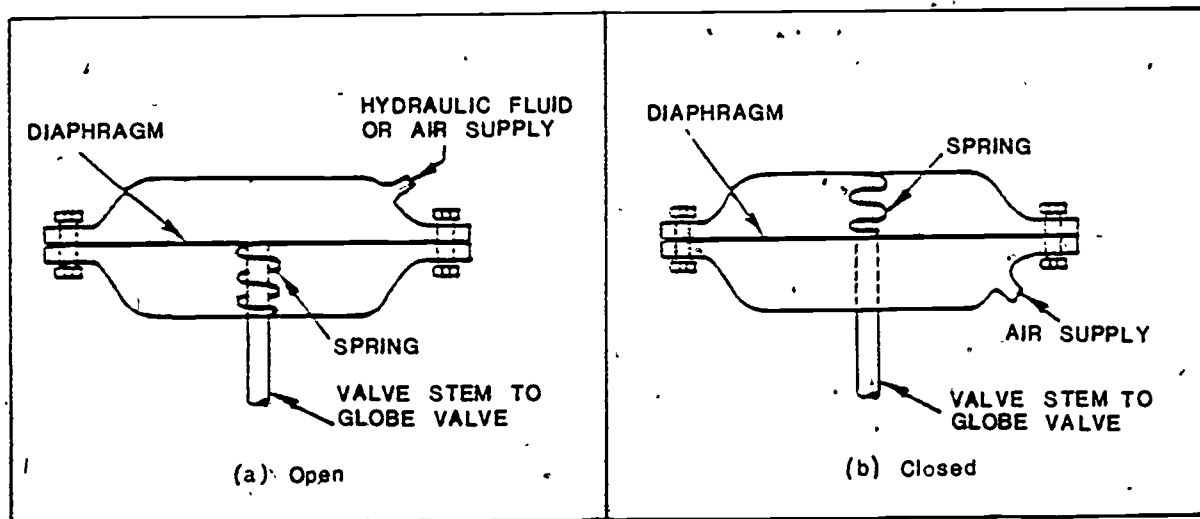 DIAPHRAGM
HYDRAULIC FLUID
OR AIR SUPPLY
SPRING
VALVE STEM TO
GLOBE VALVE
(a) Open
DIAPHRAGM
SPRING
AIR SUPPLY
VALVE STEM TO
GLOBE VALVE
(b) Closed